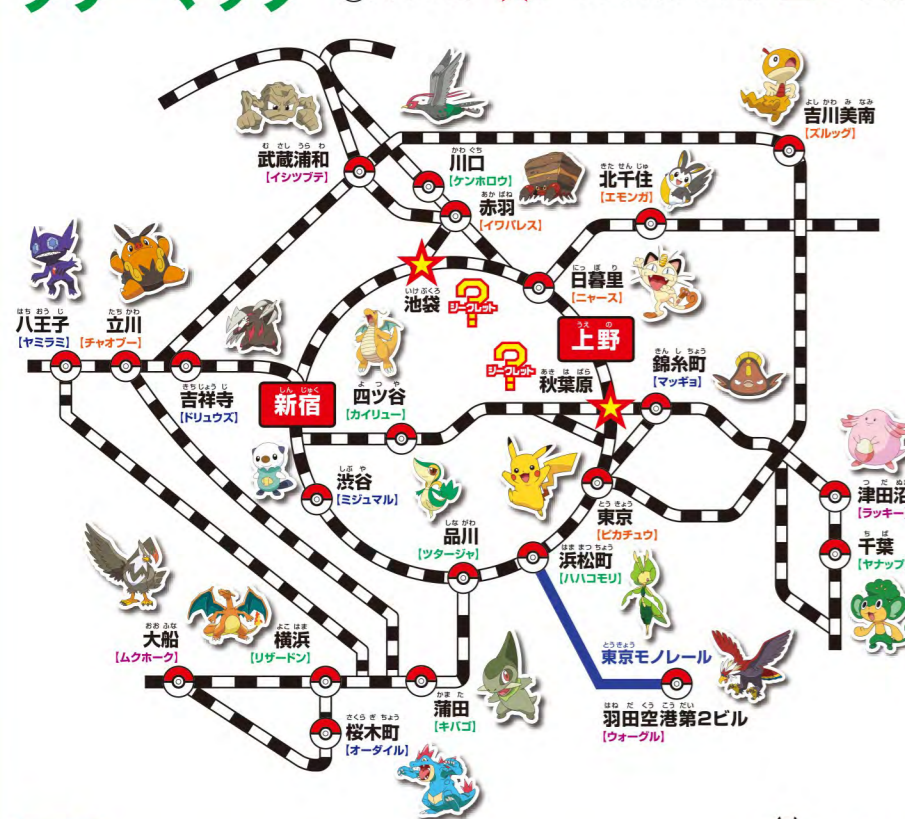 む さし うら わ
武蔵浦和
【イシツブテ】
かわ ぐち
川口
【ケンホロウ】
あか ばね
赤羽
【イワパレス】
きた せん じゅ
北千住
【エモンガ】
よし かわ み なみ
吉川美南
【ズルッグ】
はち おう じ
八王子
【ヤミラミ】
たち かわ
立川
【チャオブー】
きち じょう じ
吉祥寺
【ドリュウズ】
しん じゅく
新宿
いけ ぶくろ
池袋
シークレット
?
よ つ や
四ツ谷
【カイリュー】
にっ ぽ り
日暮里
【ニャース】
うえ の
上野
シークレット
?
あき は ばら
秋葉原
きん し ちょう
錦糸町
【マッギョ】
しぶ や
渋谷
【ミジュマル】
しな がわ
品川
【ツタージャ】
とう きょう
東京
【ピカチュウ】
はま まつ ちょう
浜松町
【ハハコモリ】
津田沼
【ラッキー】
ち ば
千葉
【ヤナップ】
おお ふな
大船
【ムクホーク】
よこ はま
横浜
【リザードン】
かま た
蒲田
【キバゴ】
さくら ぎ ちょう
桜木町
【オーダイル】
とうきょう
東京モノレール
はね だ くう こう だい
羽田空港第2ビル
【ウォーグル】